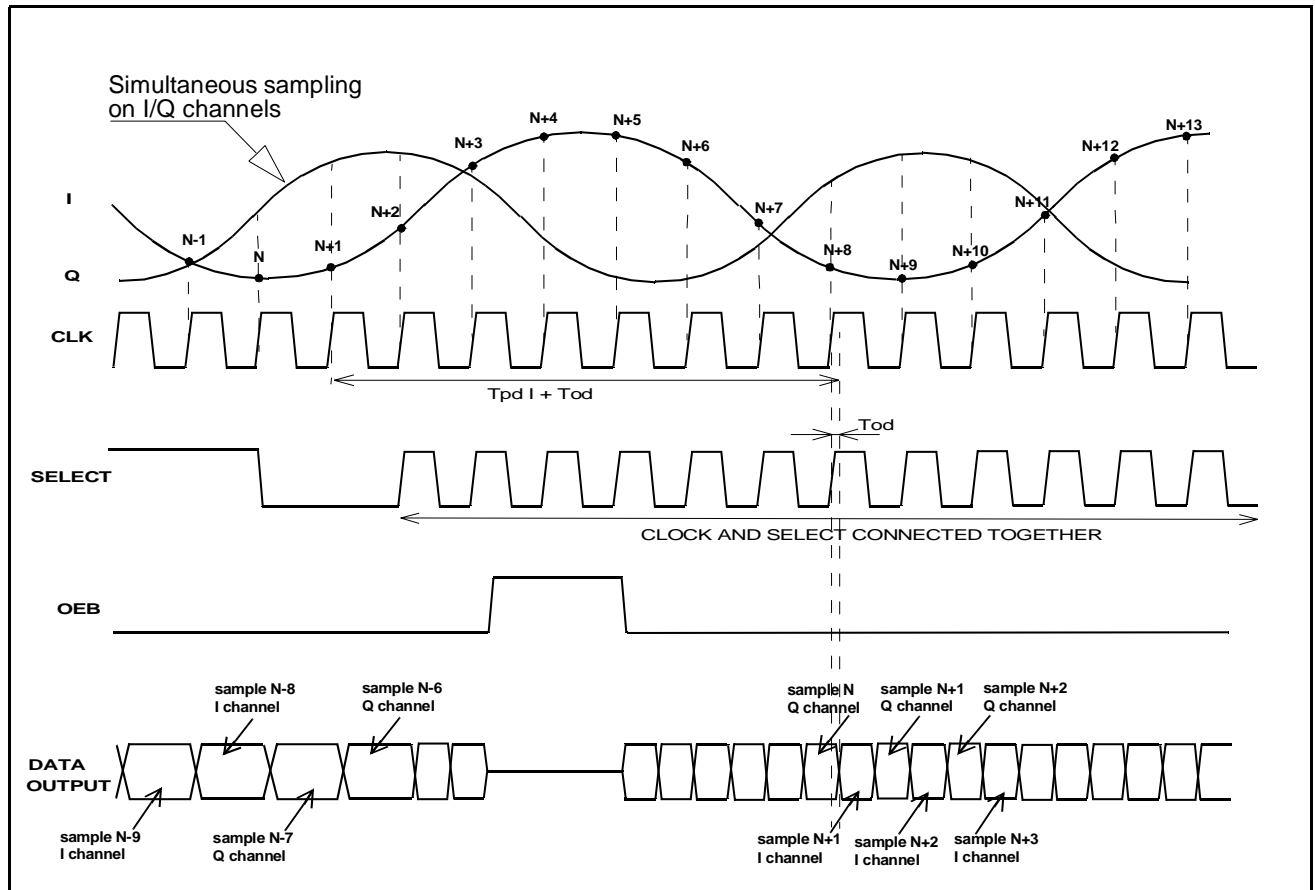 Simultaneous sampling
on I/Q channels
N-1
N
N+1
N+2
N+3
N+4
N+5
N+6
N+7
N+8
N+9
N+10
N+11
N+12
N+13
I
Q
CLK
Tpd I + Tod
Tod
SELECT
CLOCK AND SELECT CONNECTED TOGETHER
OEB
sample N-8
I channel
sample N-6
Q channel
sample N
Q channel
sample N+1
Q channel
sample N+2
Q channel
DATA
OUTPUT
sample N-9
I channel
sample N-7
Q channel
sample N+1
I channel
sample N+2
I channel
sample N+3
I channel